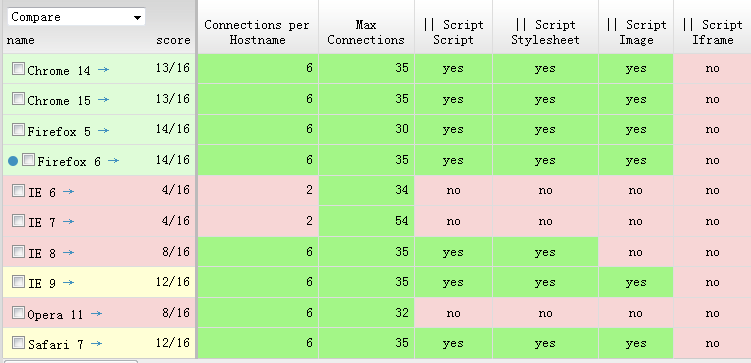 Compare
name score Connections per Hostname Max Connections || Script Script || Script Stylesheet || Script Image || Script Iframe
Chrome 14 → 13/16 6 35 yes yes yes no
Chrome 15 → 13/16 6 35 yes yes yes no
Firefox 5 → 14/16 6 30 yes yes yes no
Firefox 6 → 14/16 6 35 yes yes yes no
IE 6 → 4/16 2 34 no no no no
IE 7 → 4/16 2 54 no no no no
IE 8 → 8/16 6 35 yes yes no no
IE 9 → 12/16 6 35 yes yes yes no
Opera 11 → 8/16 6 32 no no no no
Safari 7 → 12/16 6 35 yes yes yes no